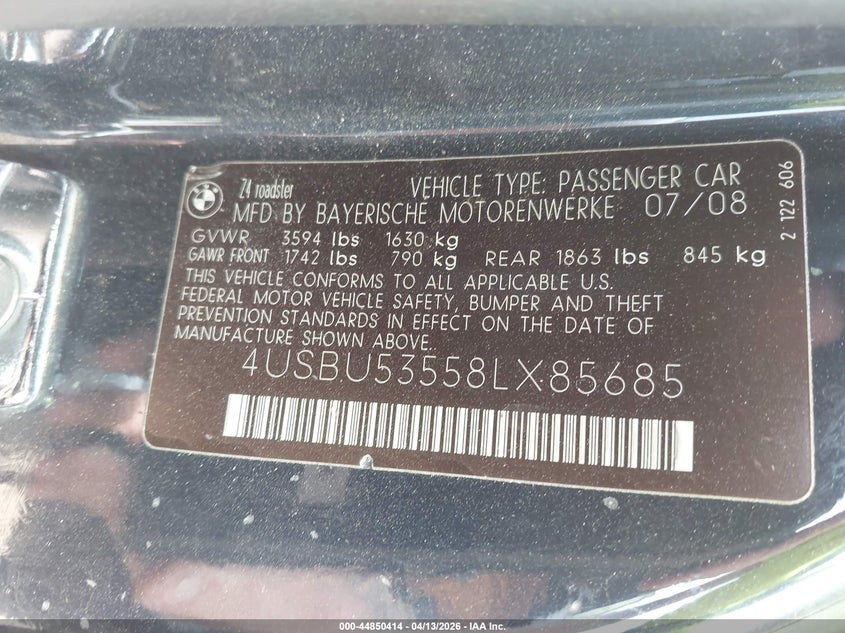 BMW
Z4 roadster VEHICLE TYPE: PASSENGER CAR
MFD BY BAYERISCHE MOTORENWERKE 07/08
GVWR 3594 lbs 1630 kg
GAWR FRONT 1742 lbs 790 kg REAR 1863 lbs 845 kg
THIS VEHICLE CONFORMS TO ALL APPLICABLE U.S.
FEDERAL MOTOR VEHICLE SAFETY, BUMPER AND THEFT
PREVENTION STANDARDS IN EFFECT ON THE DATE OF
MANUFACTURE SHOWN ABOVE.
4USBU53558LX85685
2 122 606
000-44850414 - 04/13/2026 - IAA Inc.